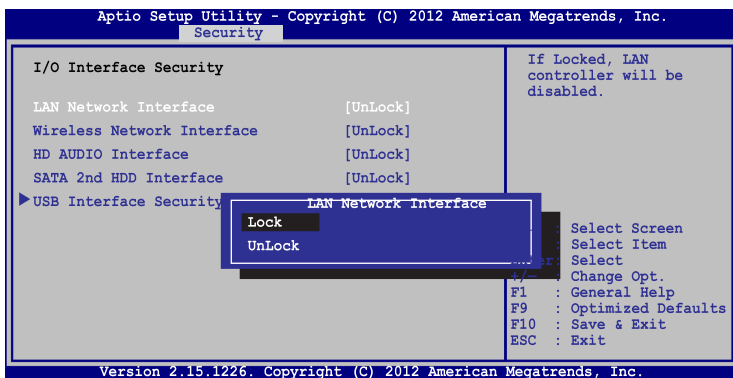 Aptio Setup Utility - Copyright (C) 2012 American Megatrends, Inc.
Security
I/O Interface Security
LAN Network Interface [UnLock]
Wireless Network Interface [UnLock]
HD AUDIO Interface [UnLock]
SATA 2nd HDD Interface [UnLock]
USB Interface Security
LAN Network Interface
Lock
UnLock
If Locked, LAN
controller will be
disabled.
: Select Screen
: Select Item
: Select
+/— : Change Opt.
F1 : General Help
F9 : Optimized Defaults
F10 : Save & Exit
ESC : Exit
Version 2.15.1226. Copyright (C) 2012 American Megatrends, Inc.